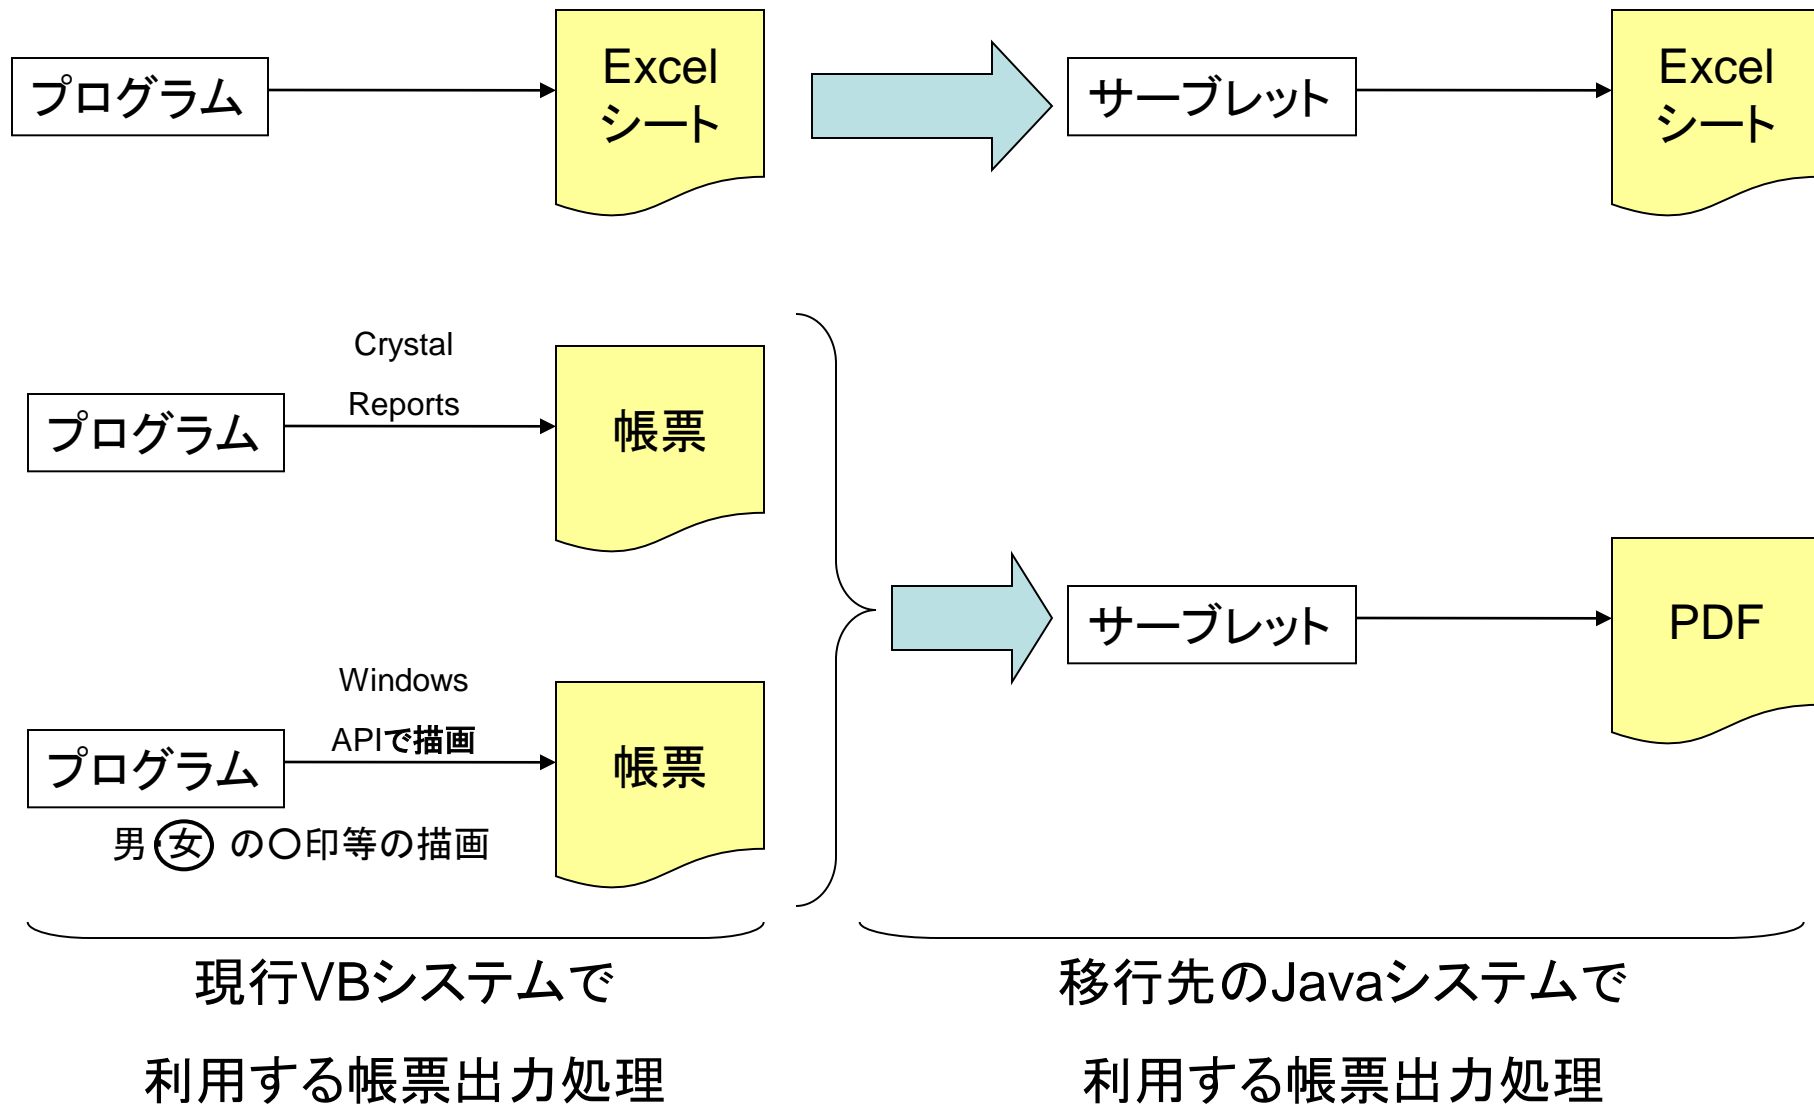 プログラム
Excel
シート
サーブレット
Excel
シート
Crystal
Reports
プログラム
帳票
Windows
APIで描画
プログラム
帳票
男・女 の〇印等の描画
サーブレット
PDF
現行VBシステムで
利用する帳票出力処理
移行先のJavaシステムで
利用する帳票出力処理